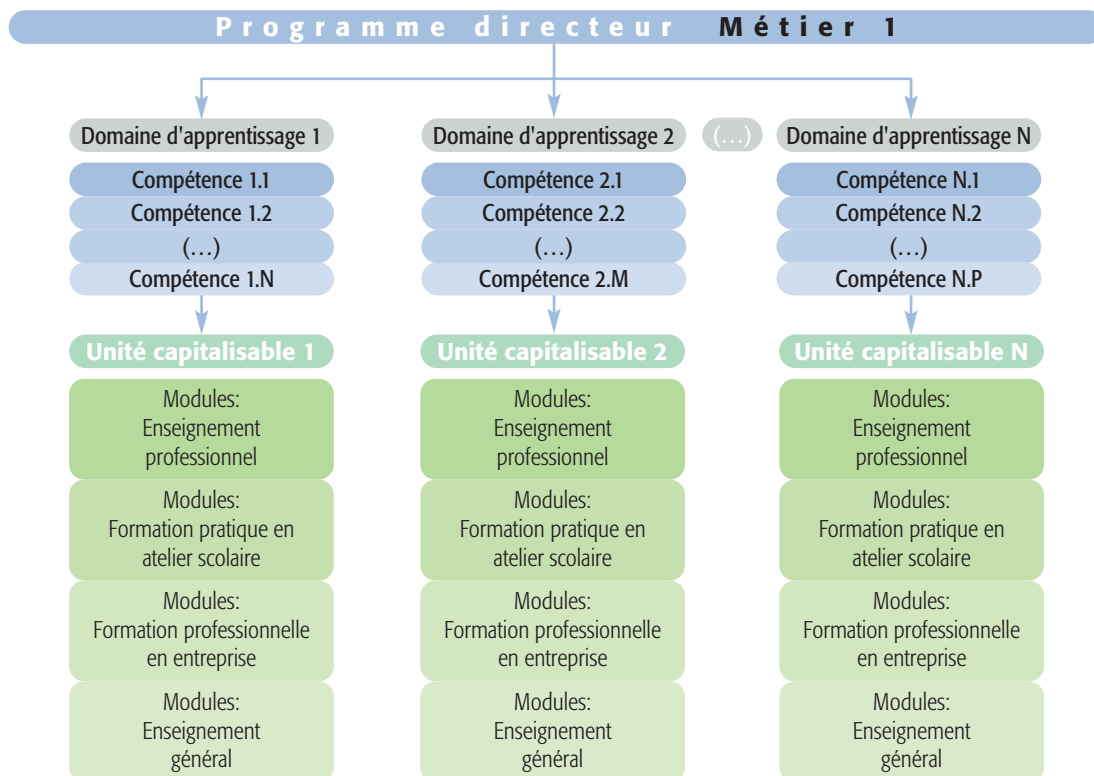 Programme directeur Métier 1
Domaine d'apprentissage 1
Domaine d'apprentissage 2
(…)
Domaine d'apprentissage N
Compétence 1.1
Compétence 1.2
(…)
Compétence 1.N
Compétence 2.1
Compétence 2.2
(…)
Compétence 2.M
Compétence N.1
Compétence N.2
(…)
Compétence N.P
Unité capitalisable 1
Modules:
Enseignement
professionnel
Modules:
Formation pratique en
atelier scolaire
Modules:
Formation professionnelle
en entreprise
Modules:
Enseignement
général
Unité capitalisable 2
Modules:
Enseignement
professionnel
Modules:
Formation pratique en
atelier scolaire
Modules:
Formation professionnelle
en entreprise
Modules:
Enseignement
général
Unité capitalisable N
Modules:
Enseignement
professionnel
Modules:
Formation pratique en
atelier scolaire
Modules:
Formation professionnelle
en entreprise
Modules:
Enseignement
général